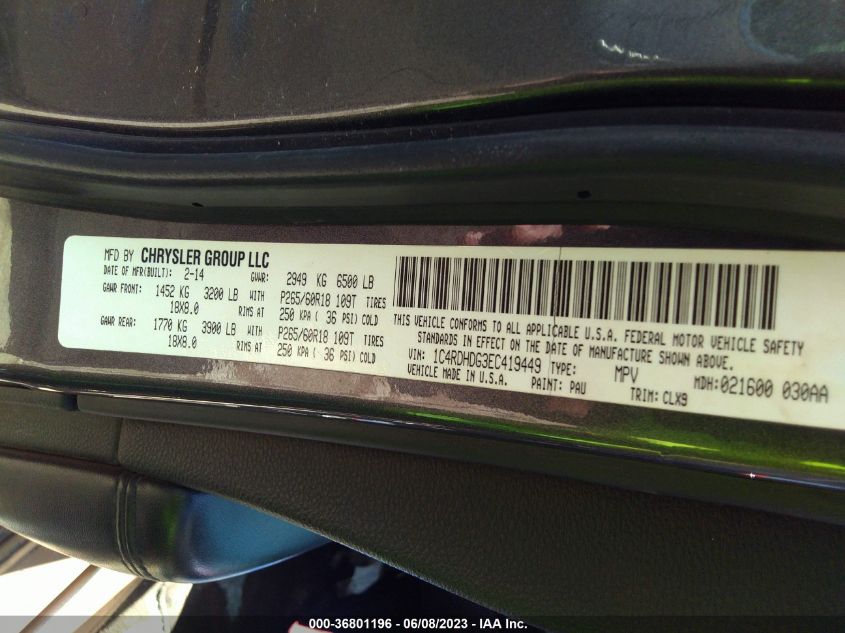 MFD BY CHRYSLER GROUP LLC
DATE OF MFR(BUILT): 2-14 GVWR: 2949 KG 6500 LB
GAWR FRONT: 1452 KG 3200 LB WITH P265/60R18 109T TIRES
18X8.0 RIMS AT 250 KPA ( 36 PSI) COLD
GAWR REAR: 1770 KG 3900 LB WITH P265/60R18 109T TIRES
18X8.0 RIMS AT 250 KPA ( 36 PSI) COLD
THIS VEHICLE CONFORMS TO ALL APPLICABLE U.S.A. FEDERAL MOTOR VEHICLE SAFETY
STANDARDS IN EFFECT ON THE DATE OF MANUFACTURE SHOWN ABOVE.
VIN: 1C4RDHDG3EC419449 TYPE: MPV MDH:021600 030AA
VEHICLE MADE IN U.S.A. PAINT: PAU TRIM: CLX9
000-36801196 - 06/08/2023 - IAA Inc.